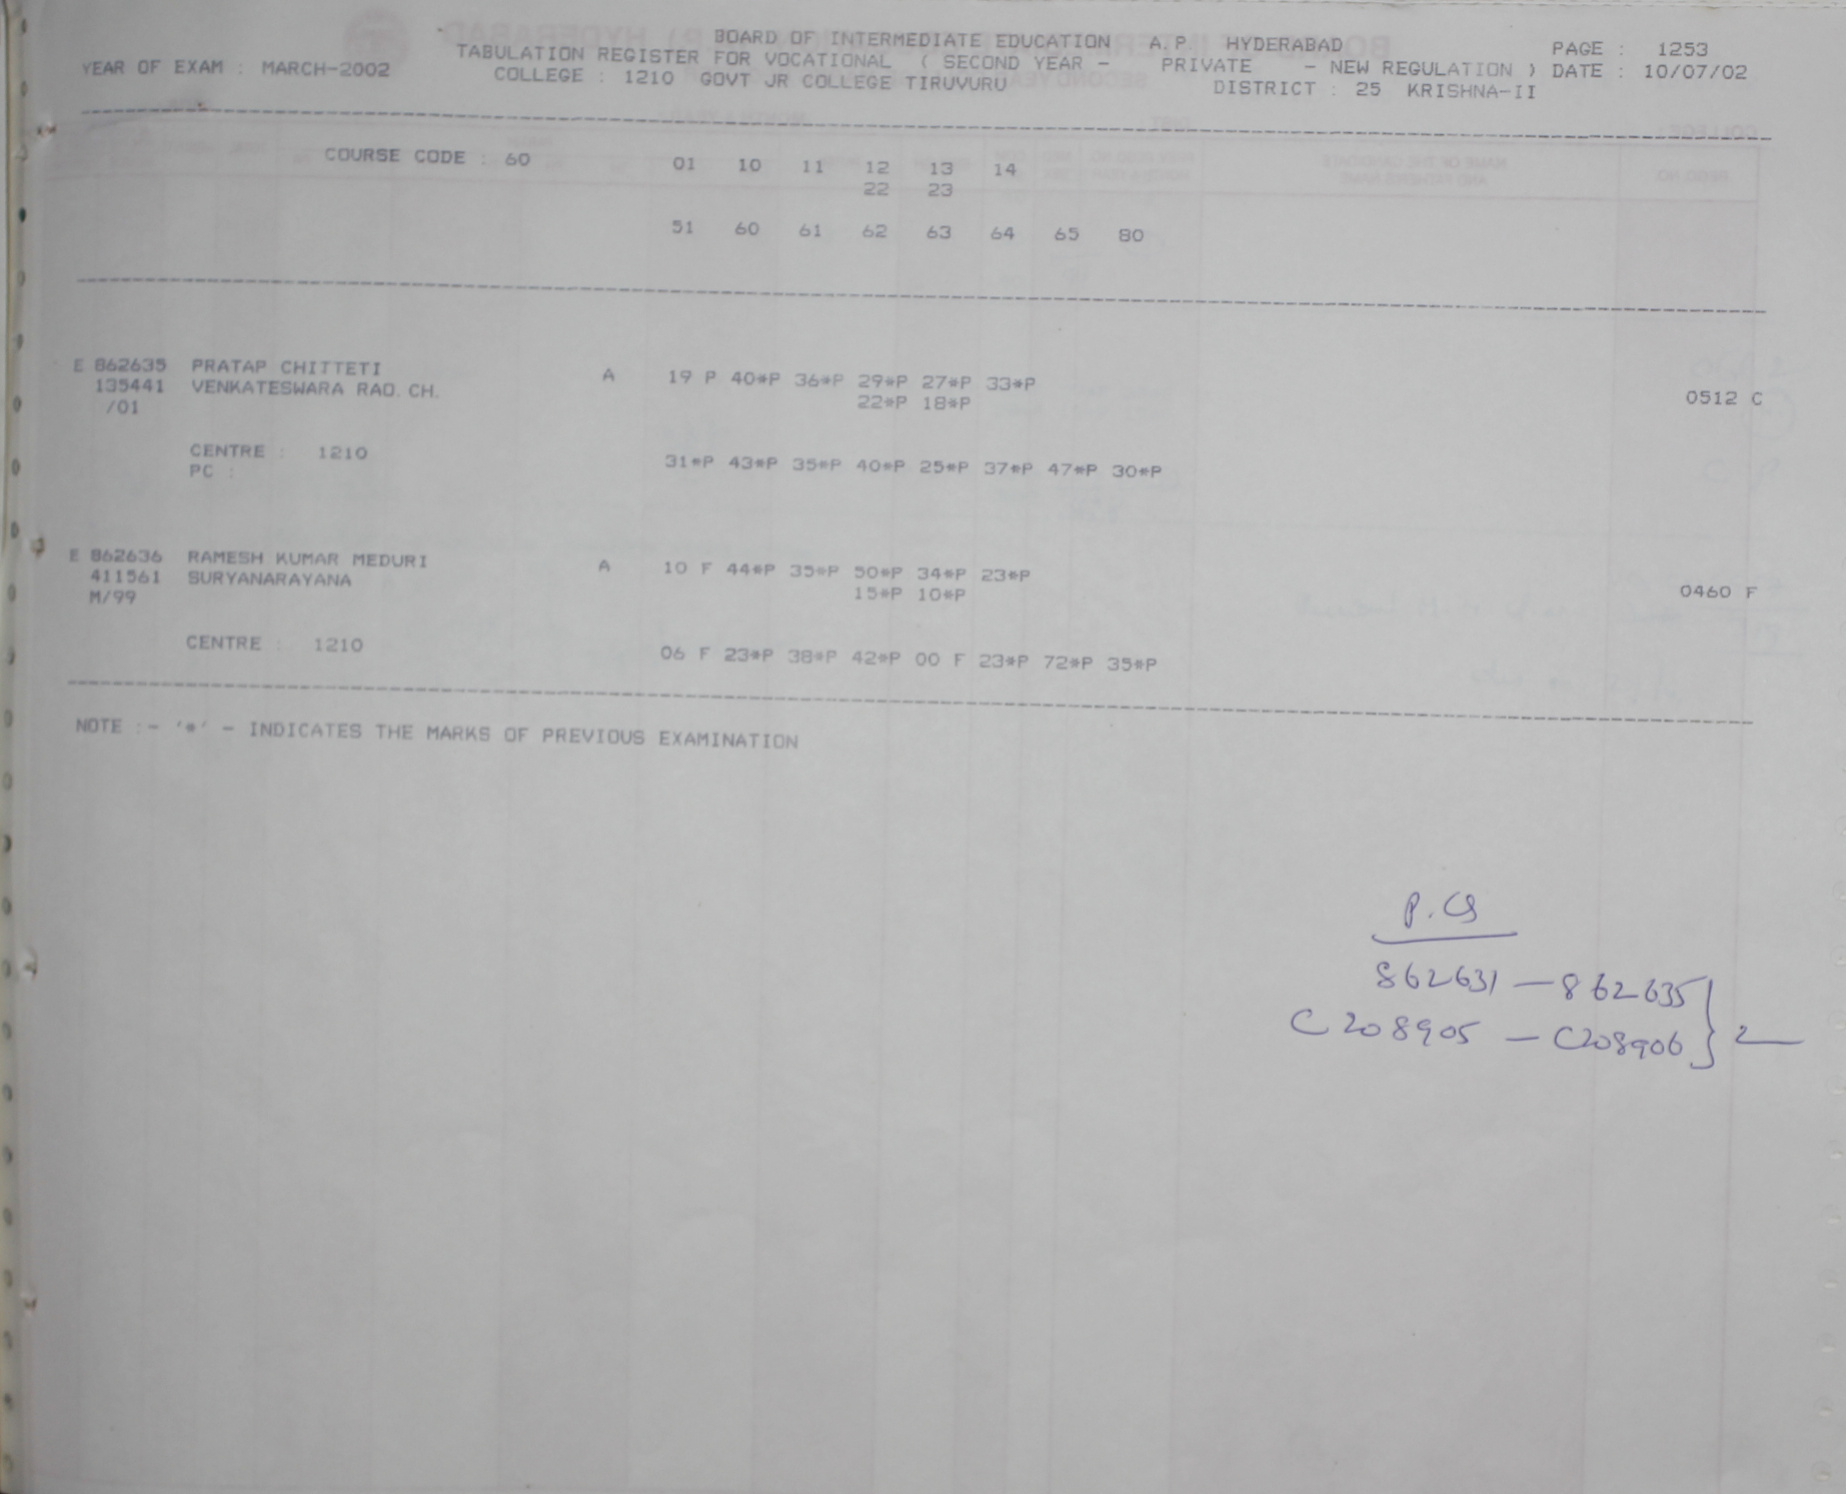 BOARD OF INTERMEDIATE EDUCATION A.P. HYDERABAD PAGE : 1253
YEAR OF EXAM : MARCH-2002 TABULATION REGISTER FOR VOCATIONAL ( SECOND YEAR - PRIVATE - NEW REGULATION ) DATE : 10/07/02
COLLEGE : 1210 GOVT JR COLLEGE TIRUVURU DISTRICT : 25 KRISHNA-II
COURSE CODE : 60 01 10 11 12 13 14
22 23
51 60 61 62 63 64 65 80
E 862635 PRATAP CHITTETI A 19 P 40*P 36*P 29*P 27*P 33*P
135441 VENKATESWARA RAO. CH. 22*P 18*P 0512 C
/01
CENTRE : 1210 31*P 43*P 35*P 40*P 25*P 37*P 47*P 30*P
PC :
E 862636 RAMESH KUMAR MEDURI A 10 F 44*P 35*P 50*P 34*P 23*P
411561 SURYANARAYANA 15*P 10*P 0460 F
M/99
CENTRE : 1210 06 F 23*P 38*P 42*P 00 F 23*P 72*P 35*P
NOTE :- '*' - INDICATES THE MARKS OF PREVIOUS EXAMINATION
862631 — 862635
C208905 — C208906 } 2